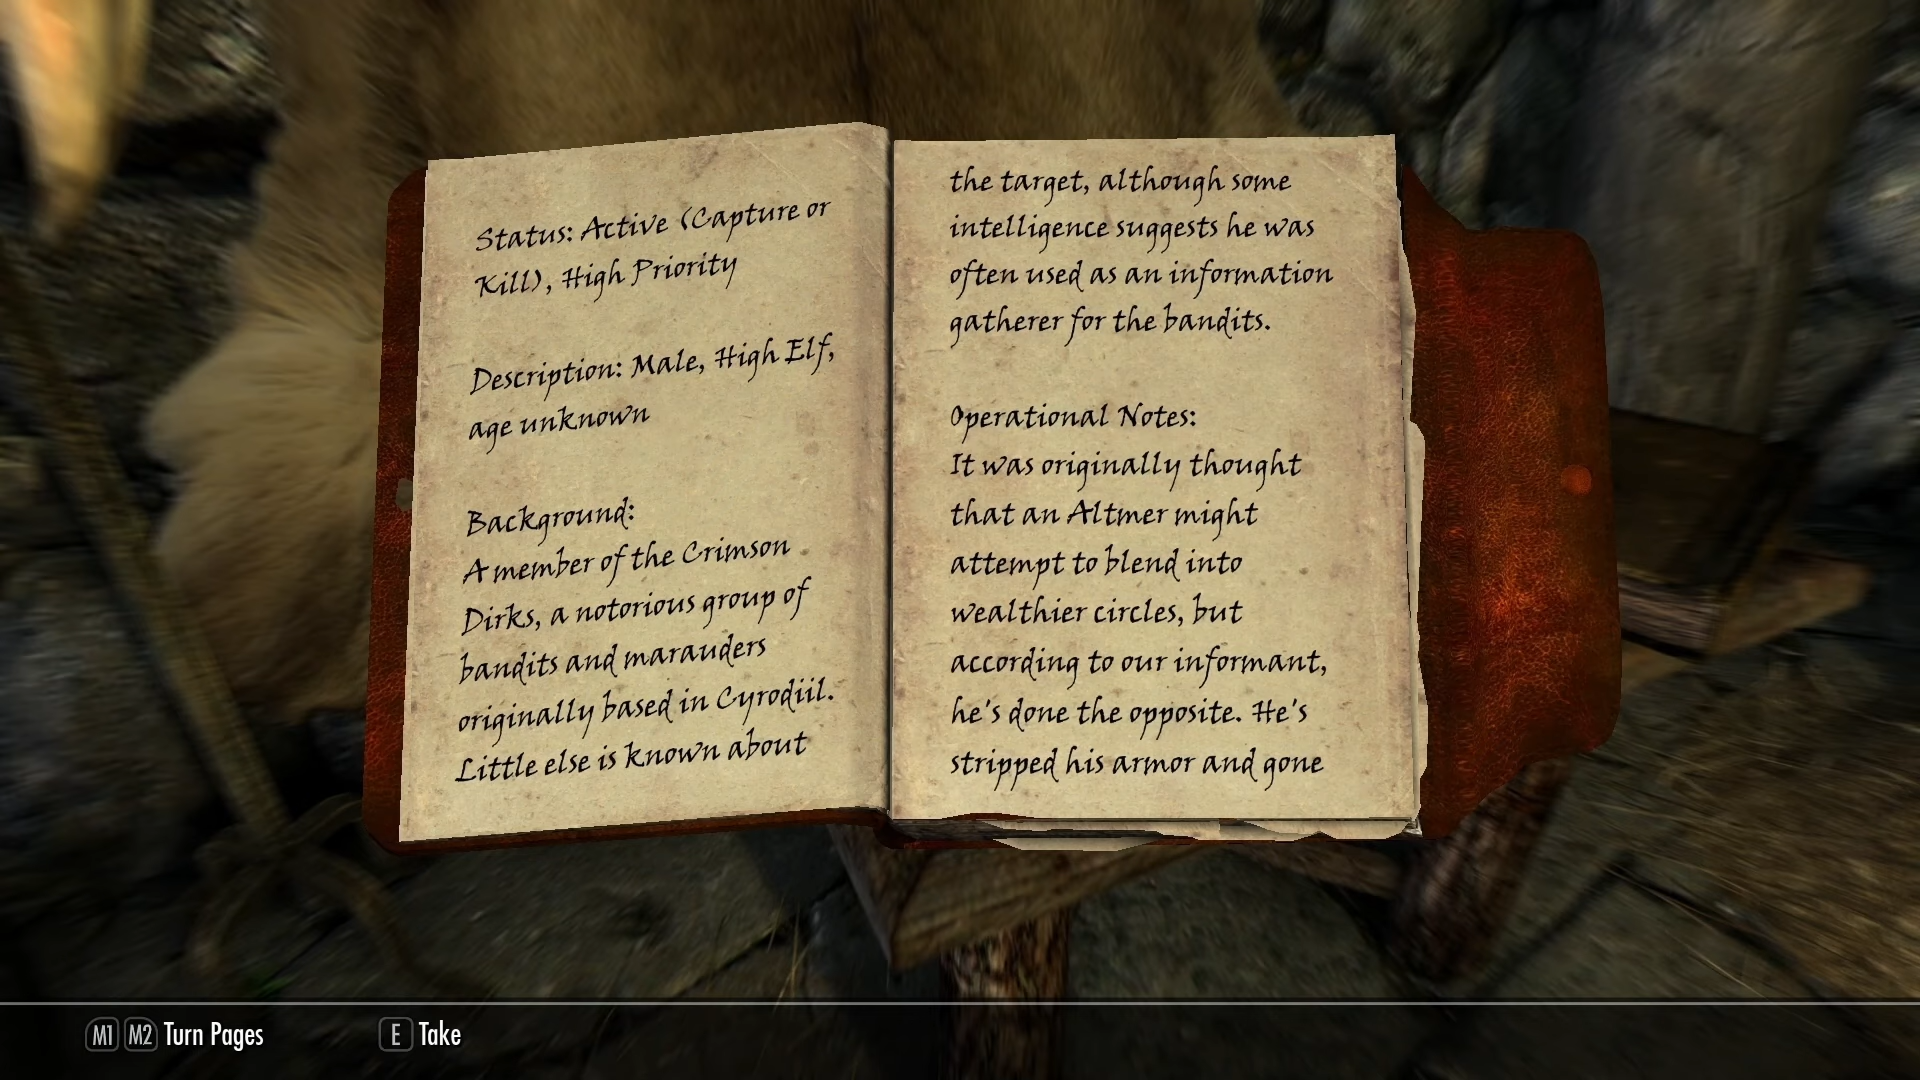 Status: Active (Capture or
Kill), High Priority
Description: Male, High Elf,
age unknown
Background:
A member of the Crimson
Dirks, a notorious group of
bandits and marauders
originally based in Cyrodiil.
Little else is known about
the target, although some
intelligence suggests he was
often used as an information
gatherer for the bandits.
Operational Notes:
It was originally thought
that an Altmer might
attempt to blend into
wealthier circles, but
according to our informant,
he's done the opposite. He's
stripped his armor and gone
M1 M2 Turn Pages E Take